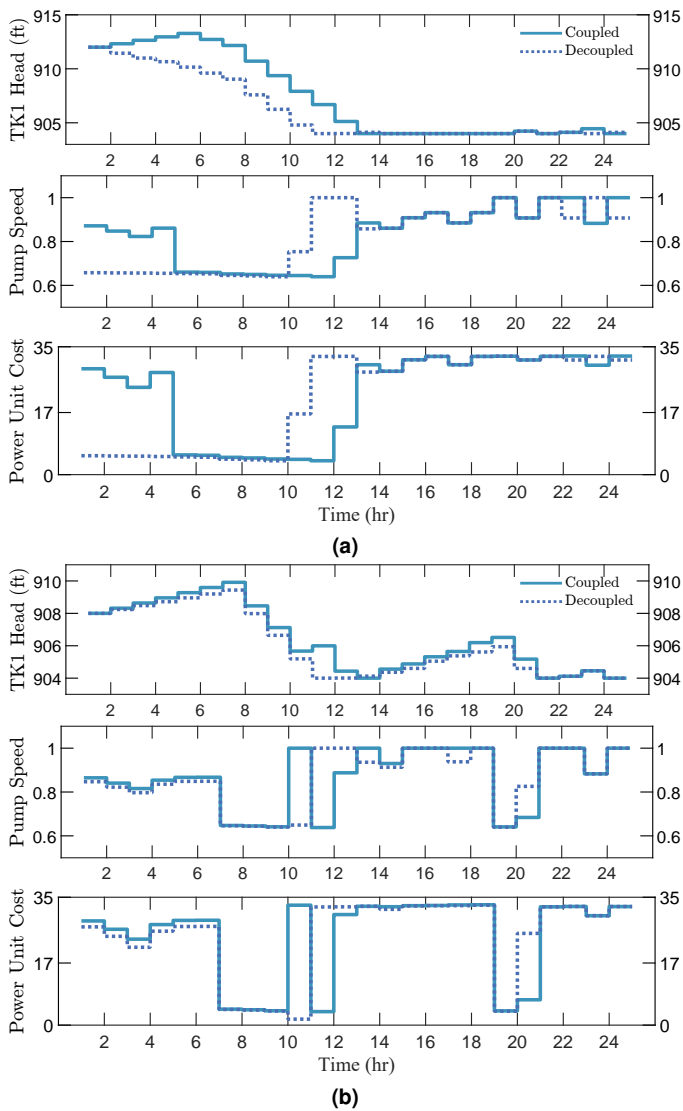 915 Coupled 915
Decoupled
TK1 Head (ft)
910 910
905 905
2 4 6 8 10 12 14 16 18 20 22 24
Pump Speed
1 1
0.8 0.8
0.6 0.6
2 4 6 8 10 12 14 16 18 20 22 24
Power Unit Cost
35 35
17 17
0 0
2 4 6 8 10 12 14 16 18 20 22 24
Time (hr)
(a)
910 Coupled 910
Decoupled
TK1 Head (ft)
908 908
906 906
904 904
2 4 6 8 10 12 14 16 18 20 22 24
Pump Speed
1 1
0.8 0.8
0.6 0.6
2 4 6 8 10 12 14 16 18 20 22 24
Power Unit Cost
35 35
17 17
0 0
2 4 6 8 10 12 14 16 18 20 22 24
Time (hr)
(b)